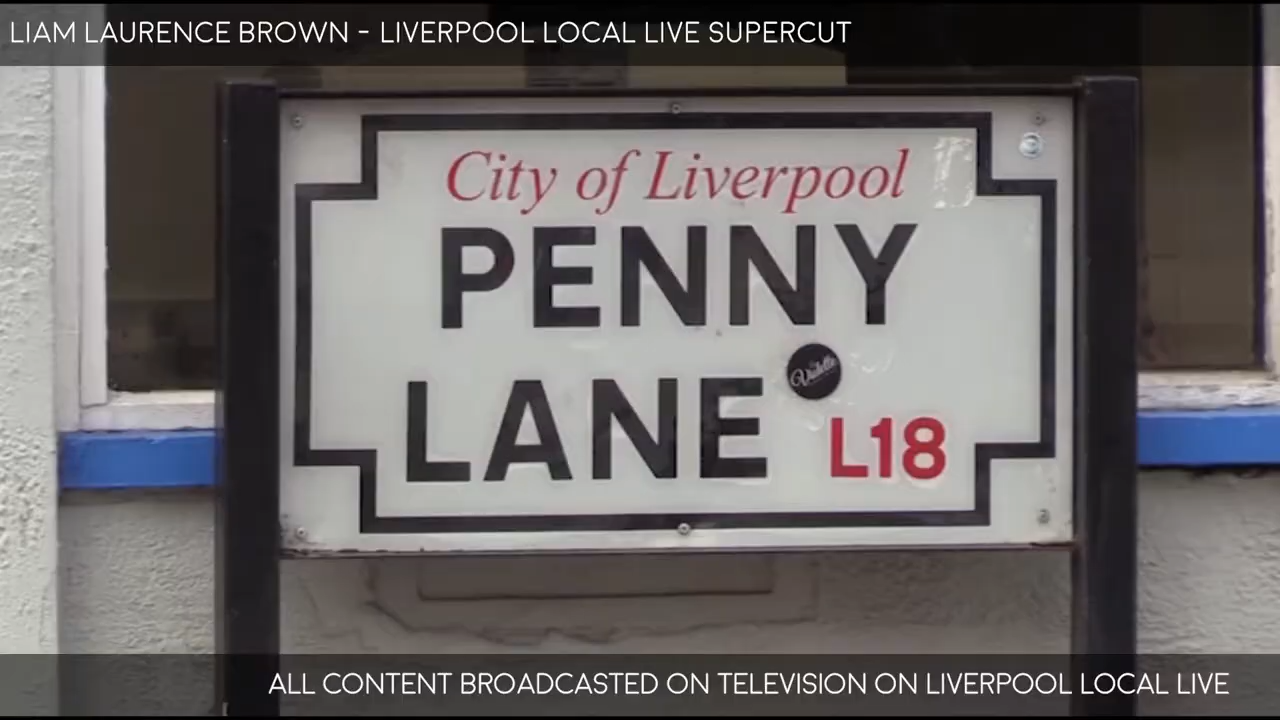 LIAM LAURENCE BROWN - LIVERPOOL LOCAL LIVE SUPERCUT
City of Liverpool
PENNY
LANE
L18
ALL CONTENT BROADCASTED ON TELEVISION ON LIVERPOOL LOCAL LIVE